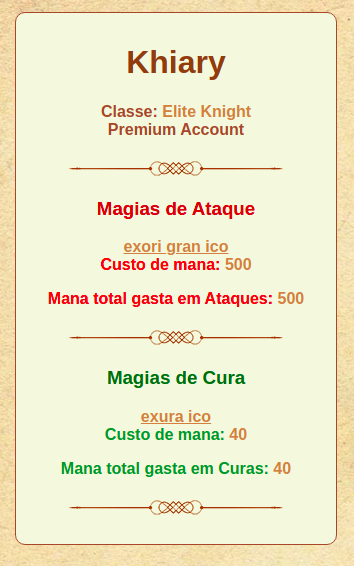 Khiary
Classe: Elite Knight
Premium Account
Magias de Ataque
exori gran ico
Custo de mana: 500
Mana total gasta em Ataques: 500
Magias de Cura
exura ico
Custo de mana: 40
Mana total gasta em Curas: 40